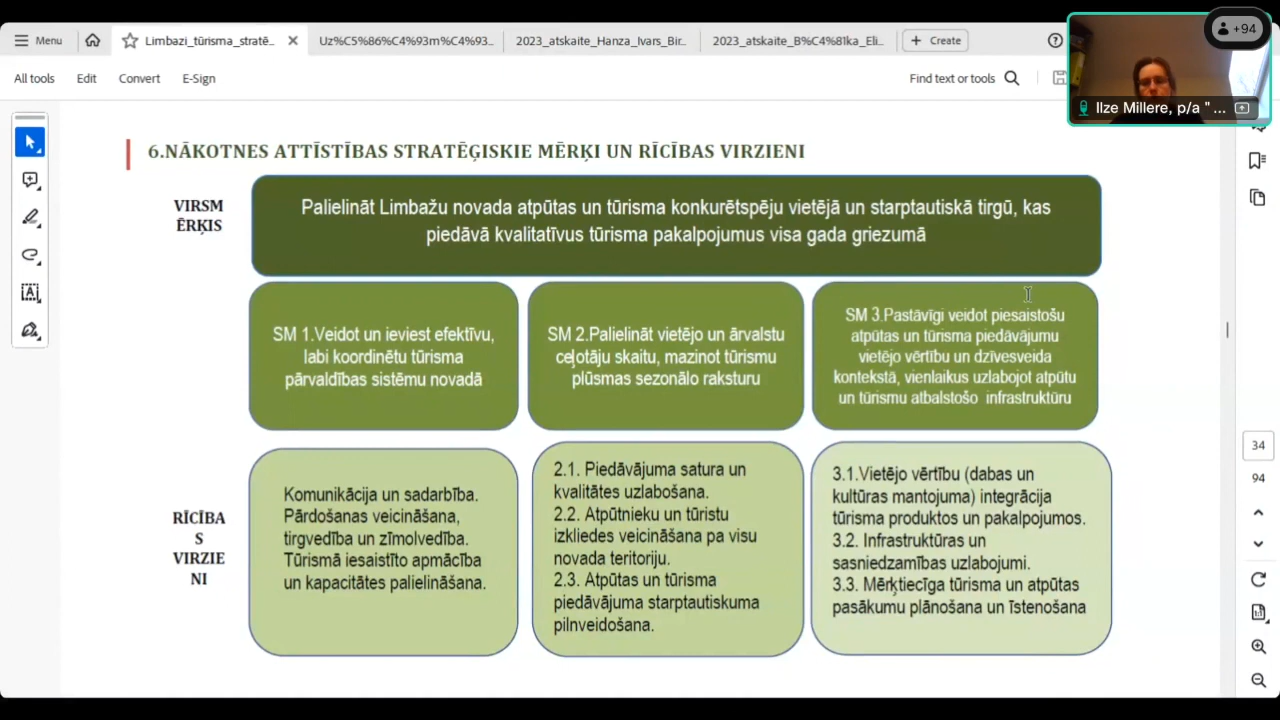 Menu
Limbazi_tūrisma_stratē...
Uz%C5%86%C4%93m%C4%93...
2023_atskaite_Hanza_Ivars_Bir...
2023_atskaite_B%C4%81ka_Eli...
Create
+94
All tools
Edit
Convert
E-Sign
Find text or tools
Ilze Millere, p/a " ...
6.NĀKOTNES ATTĪSTĪBAS STRATĒĢISKIE MĒRĶI UN RĪCĪBAS VIRZIENI
VIRSM
ĒRĶIS
Palielināt Limbažu novada atpūtas un tūrisma konkurētspēju vietējā un starptautiskā tirgū, kas
piedāvā kvalitatīvus tūrisma pakalpojumus visa gada griezumā
SM 1.Veidot un ieviest efektīvu,
labi koordinētu tūrisma
pārvaldības sistēmu novadā
SM 2.Palielināt vietējo un ārvalstu
ceļotāju skaitu, mazinot tūrismu
plūsmas sezonālo raksturu
SM 3.Pastāvīgi veidot piesaistošu
atpūtas un tūrisma piedāvājumu
vietējo vērtību un dzīvesveida
kontekstā, vienlaikus uzlabojot atpūtu
un tūrismu atbalstošo infrastruktūru
RĪCĪBA
S
VIRZIE
NI
Komunikācija un sadarbība.
Pārdošanas veicināšana,
tirgvedība un zīmolvedība.
Tūrismā iesaistīto apmācība
un kapacitātes palielināšana.
2.1. Piedāvājuma satura un
kvalitātes uzlabošana.
2.2. Atpūtnieku un tūristu
izkliedes veicināšana pa visu
novada teritoriju.
2.3. Atpūtas un tūrisma
piedāvājuma starptautiskuma
pilnveidošana.
3.1.Vietējo vērtību (dabas un
kultūras mantojuma) integrācija
tūrisma produktos un pakalpojumos.
3.2. Infrastruktūras un
sasniedzamības uzlabojumi.
3.3. Mērķtiecīga tūrisma un atpūtas
pasākumu plānošana un īstenošana
34
94